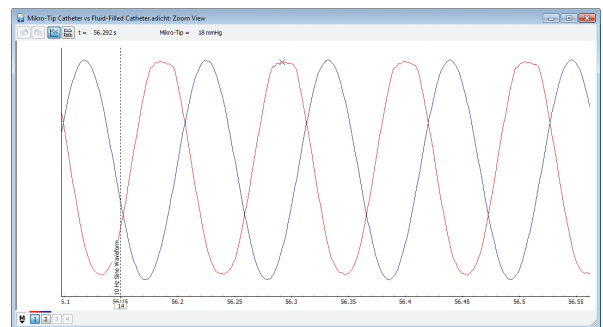 Mikro-Tip Catheter vs Fluid-Filled Catheter.adicht: Zoom View
t = 56.292 s Mikro-Tip = 18 mmHg
10 Hz Sine Waveform
56.1 56.15 56.2 56.25 56.3 56.35 56.4 56.45 56.5 56.55
14
M 1 2 3 4